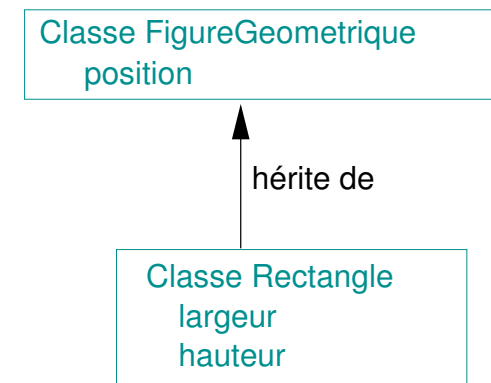 Classe FigureGeometrique
position
hérite de
Classe Rectangle
largeur
hauteur